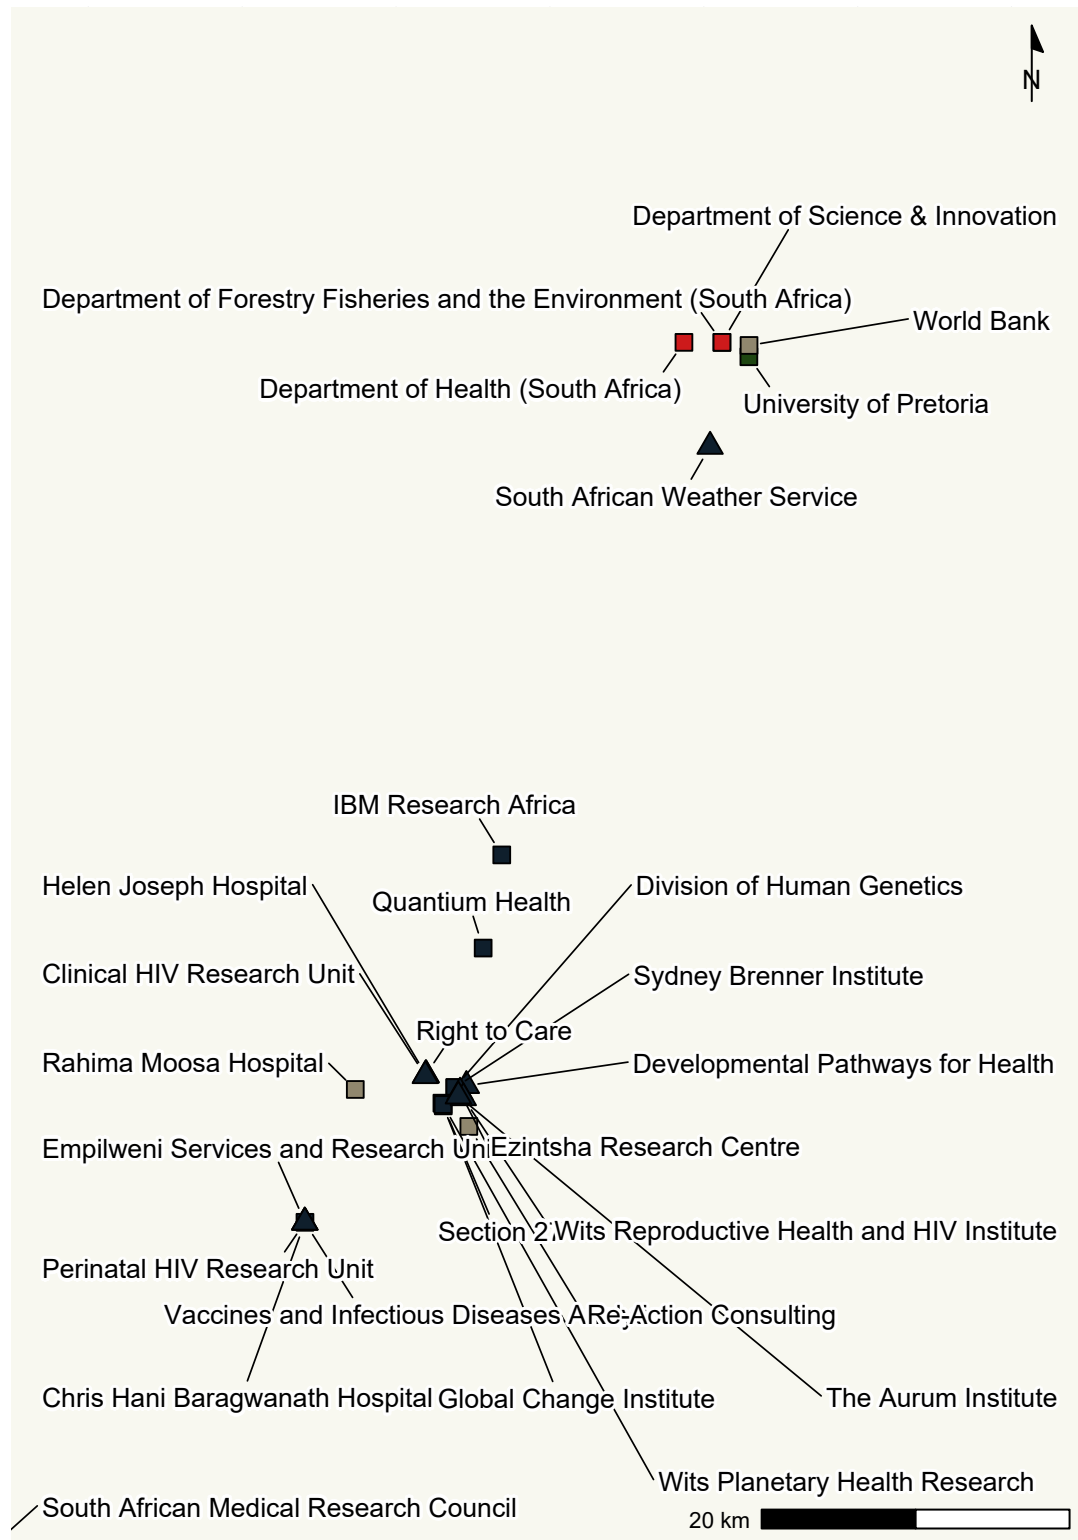 N
Department of Science & Innovation
Department of Forestry Fisheries and the Environment (South Africa)
World Bank
Department of Health (South Africa)
University of Pretoria
South African Weather Service
IBM Research Africa
Helen Joseph Hospital
Division of Human Genetics
Quantium Health
Clinical HIV Research Unit
Sydney Brenner Institute
Right to Care
Rahima Moosa Hospital
Developmental Pathways for Health
Empilweni Services and Research Uni
Ezintsha Research Centre
Section 2
Wits Reproductive Health and HIV Institute
Perinatal HIV Research Unit
Vaccines and Infectious Diseases A
Re-Action Consulting
Chris Hani Baragwanath Hospital
Global Change Institute
The Aurum Institute
Wits Planetary Health Research
South African Medical Research Council
20 km